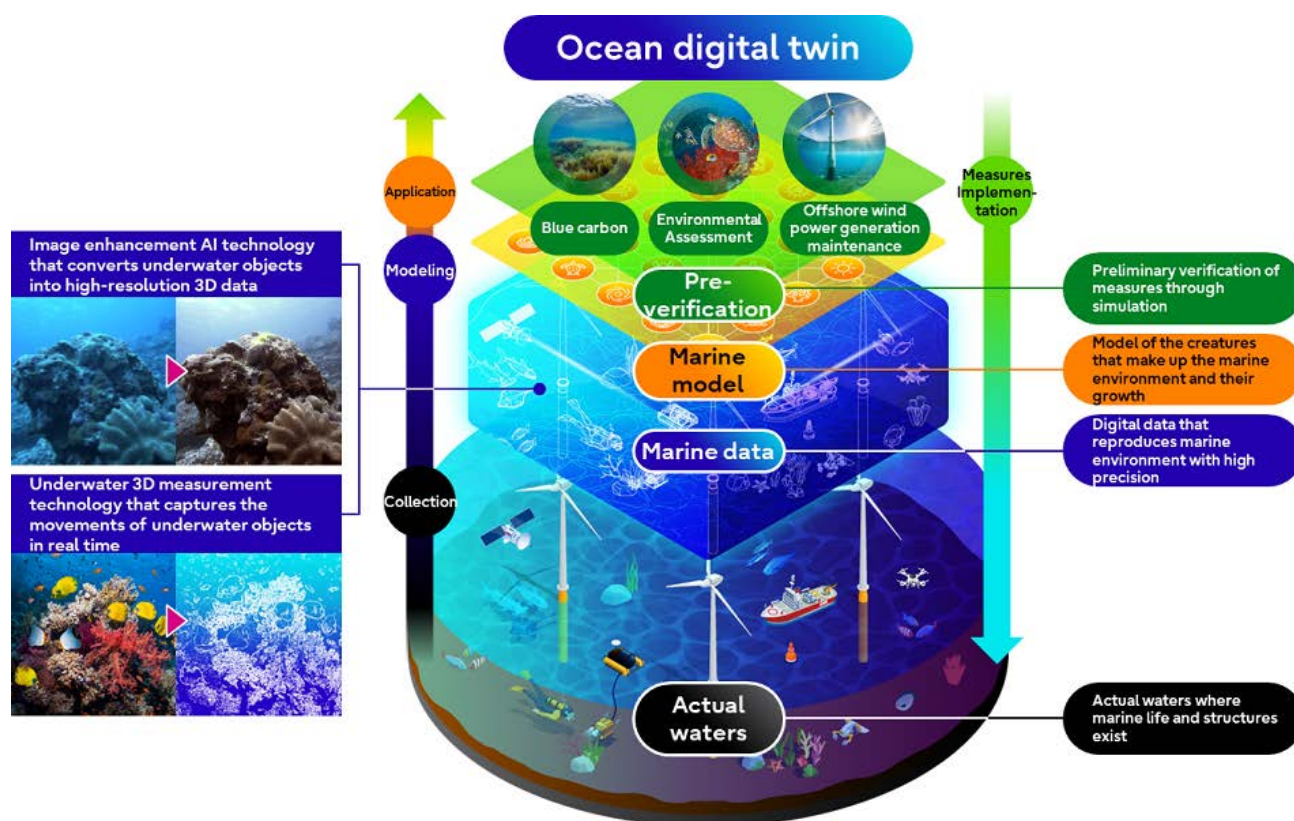 Ocean digital twin
Application
Modeling
Collection
Measures
Implemen-
tation
Blue carbon
Environmental
Assessment
Offshore wind
power generation
maintenance
Image enhancement AI technology
that converts underwater objects
into high-resolution 3D data
Underwater 3D measurement
technology that captures the
movements of underwater objects
in real time
Pre-
verification
Preliminary verification of
measures through
simulation
Marine
model
Model of the creatures
that make up the marine
environment and their
growth
Marine data
Digital data that
reproduces marine
environment with high
precision
Actual
waters
Actual waters where
marine life and structures
exist